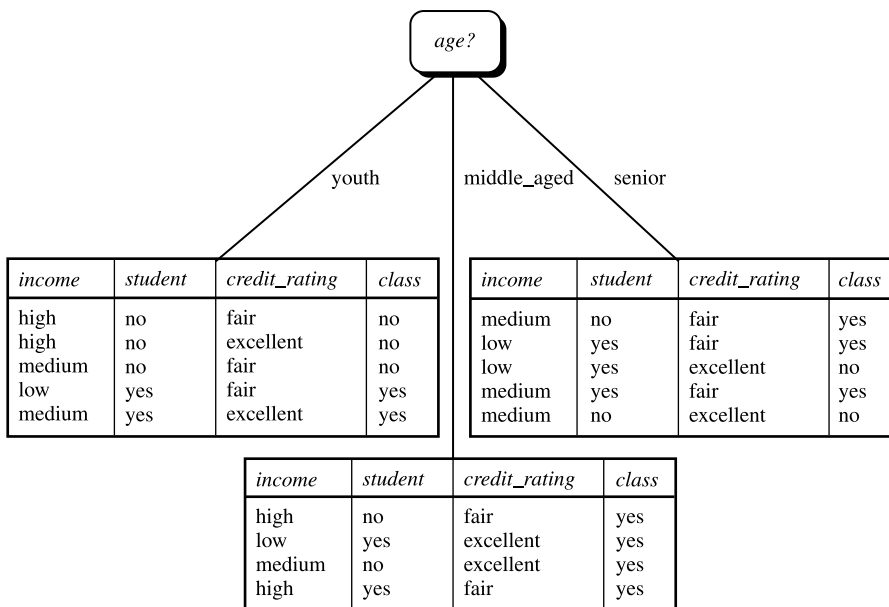 age?
youth
middle_aged
senior
income student credit_rating class
high no fair no
high no excellent no
medium no fair no
low yes fair yes
medium yes excellent yes
income student credit_rating class
medium no fair yes
low yes fair yes
low yes excellent no
medium yes fair yes
medium no excellent no
income student credit_rating class
high no fair yes
low yes excellent yes
medium no excellent yes
high yes fair yes